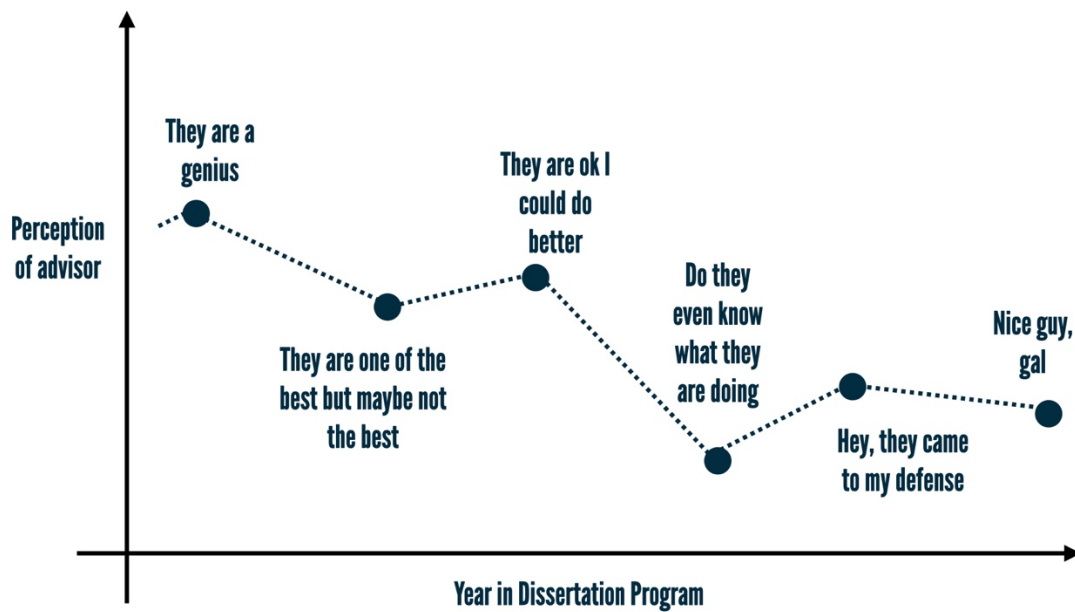 They are a
genius
Perception
of advisor
They are one of the
best but maybe not
the best
They are ok I
could do
better
Do they
even know
what they
are doing
Hey, they came
to my defense
Nice guy,
gal
Year in Dissertation Program